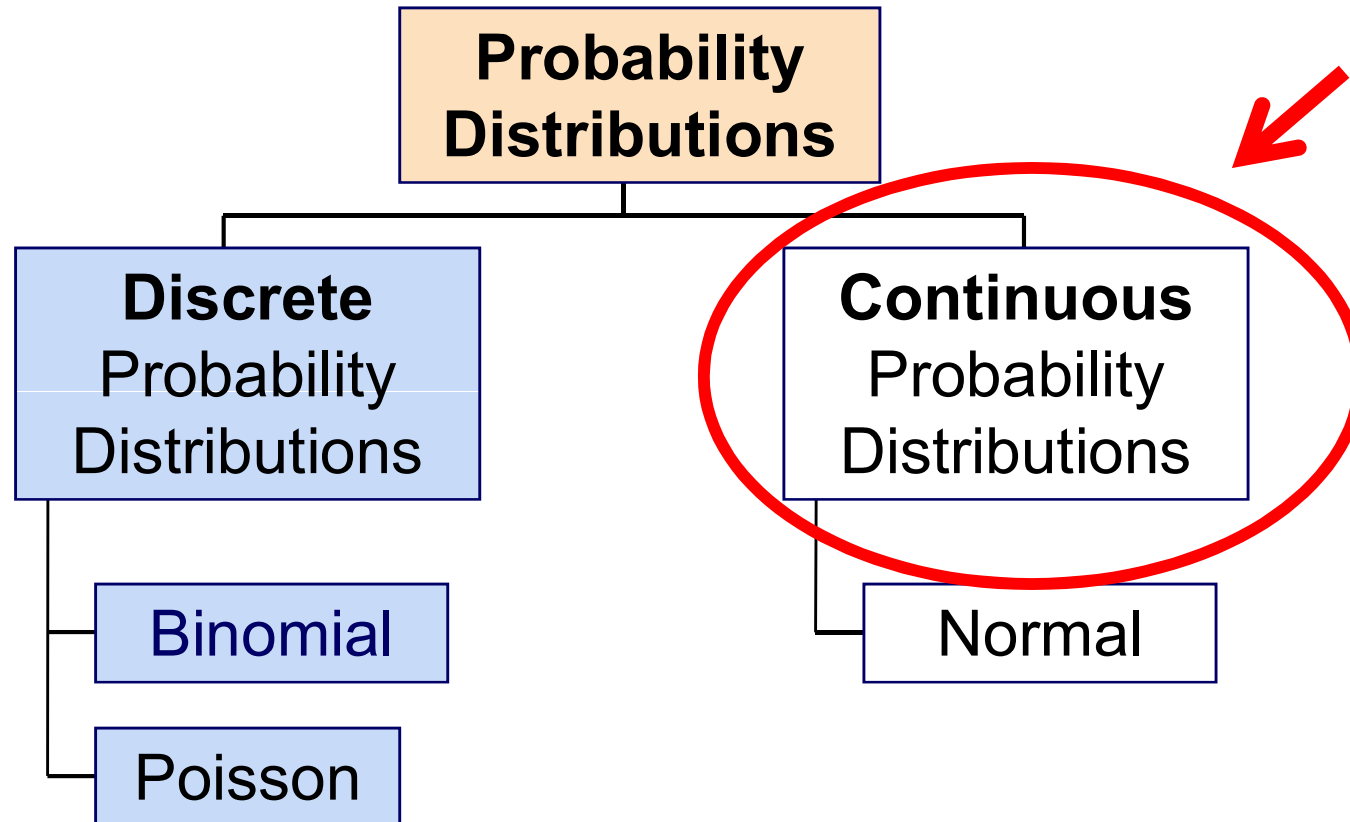 Probability
Distributions
Discrete
Probability
Distributions
Binomial
Poisson
Continuous
Probability
Distributions
Normal